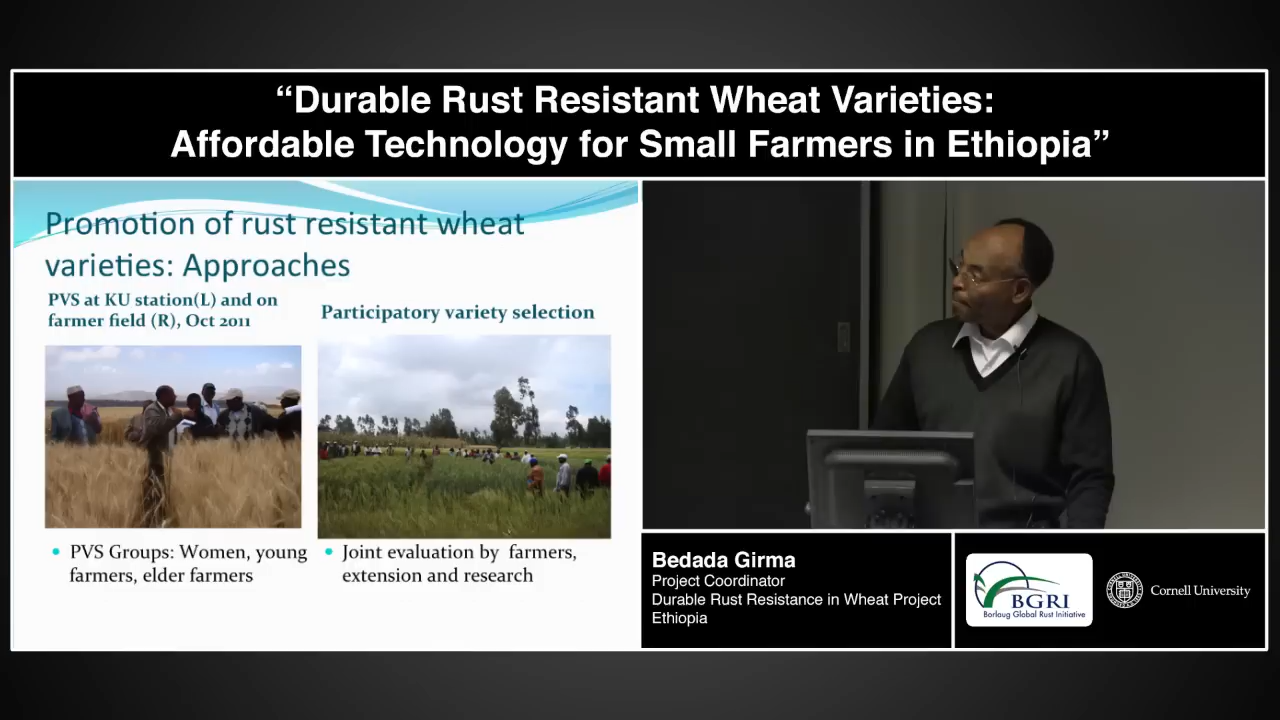 “Durable Rust Resistant Wheat Varieties:
Affordable Technology for Small Farmers in Ethiopia”
Promotion of rust resistant wheat
varieties: Approaches
PVS at KU station(L) and on
farmer field (R), Oct 2011
Participatory variety selection
• PVS Groups: Women, young
farmers, elder farmers
• Joint evaluation by farmers,
extension and research
Bedada Girma
Project Coordinator
Durable Rust Resistance in Wheat Project
Ethiopia
BGRI
Borloug Global Rust Initiative
Cornell University